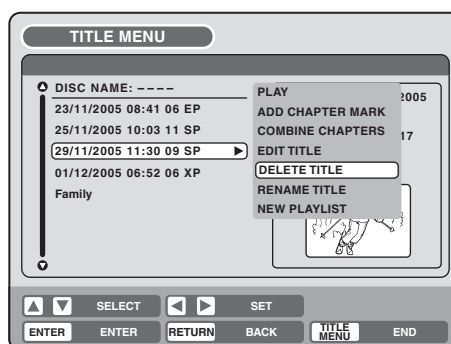 TITLE MENU
DISC NAME: ––––
23/11/2005 08:41 06 EP
25/11/2005 10:03 11 SP
29/11/2005 11:30 09 SP
01/12/2005 06:52 06 XP
Family
PLAY
ADD CHAPTER MARK
COMBINE CHAPTERS
EDIT TITLE
DELETE TITLE
RENAME TITLE
NEW PLAYLIST
2005
17
SELECT SET
ENTER ENTER RETURN BACK TITLE MENU END